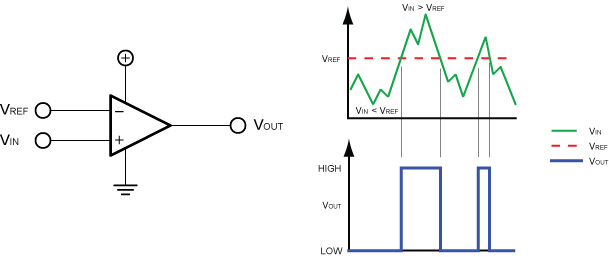 VREF
VIN
+
−
+
VOUT
VIN > VREF
VREF
VIN < VREF
HIGH
VOUT
LOW
VIN
VREF
VOUT